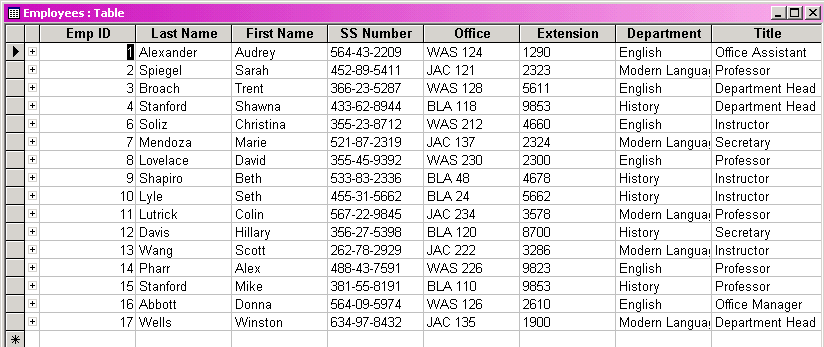 Employees : Table
Emp ID Last Name First Name SS Number Office Extension Department Title
1 Alexander Audrey 564-43-2209 WAS 124 1290 English Office Assistant
2 Spiegel Sarah 452-89-5411 JAC 121 2323 Modern Languag Professor
3 Broach Trent 366-23-5287 WAS 128 5611 English Department Head
4 Stanford Shawna 433-62-8944 BLA 118 9853 History Department Head
6 Soliz Christina 355-23-8712 WAS 212 4660 English Instructor
7 Mendoza Marie 521-87-2319 JAC 137 2324 Modern Languag Secretary
8 Lovelace David 355-45-9392 WAS 230 2300 English Professor
9 Shapiro Beth 533-83-2336 BLA 48 4678 History Instructor
10 Lyle Seth 455-31-5662 BLA 24 5662 History Instructor
11 Lutrick Colin 567-22-9845 JAC 234 3578 Modern Languag Professor
12 Davis Hillary 356-27-5398 BLA 120 8700 History Secretary
13 Wang Scott 262-78-2929 JAC 222 3286 Modern Languag Instructor
14 Pharr Alex 488-43-7591 WAS 226 9823 English Professor
15 Stanford Mike 381-55-8191 BLA 110 9853 History Professor
16 Abbott Donna 564-09-5974 WAS 126 2610 English Office Manager
17 Wells Winston 634-97-8432 JAC 135 1900 Modern Languag Department Head